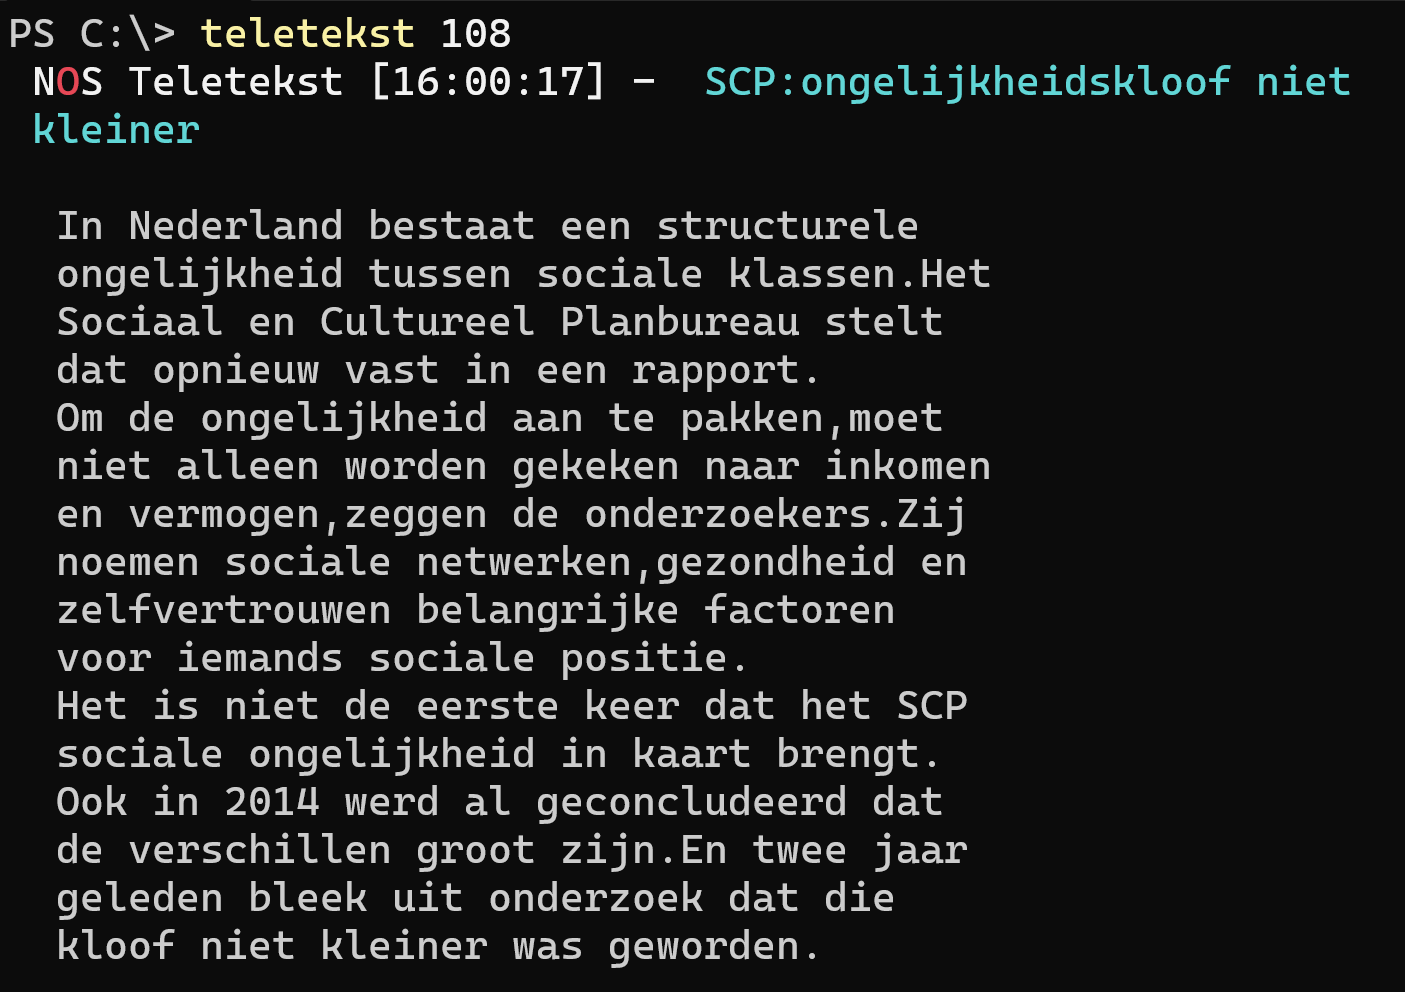 PS C:\> teletekst 108
NOS Teletekst [16:00:17] - SCP:ongelijkheidskloof niet
kleiner
In Nederland bestaat een structurele
ongelijkheid tussen sociale klassen.Het
Sociaal en Cultureel Planbureau stelt
dat opnieuw vast in een rapport.
Om de ongelijkheid aan te pakken,moet
niet alleen worden gekeken naar inkomen
en vermogen,zeggen de onderzoekers.Zij
noemen sociale netwerken,gezondheid en
zelfvertrouwen belangrijke factoren
voor iemands sociale positie.
Het is niet de eerste keer dat het SCP
sociale ongelijkheid in kaart brengt.
Ook in 2014 werd al geconcludeerd dat
de verschillen groot zijn.En twee jaar
geleden bleek uit onderzoek dat die
kloof niet kleiner was geworden.